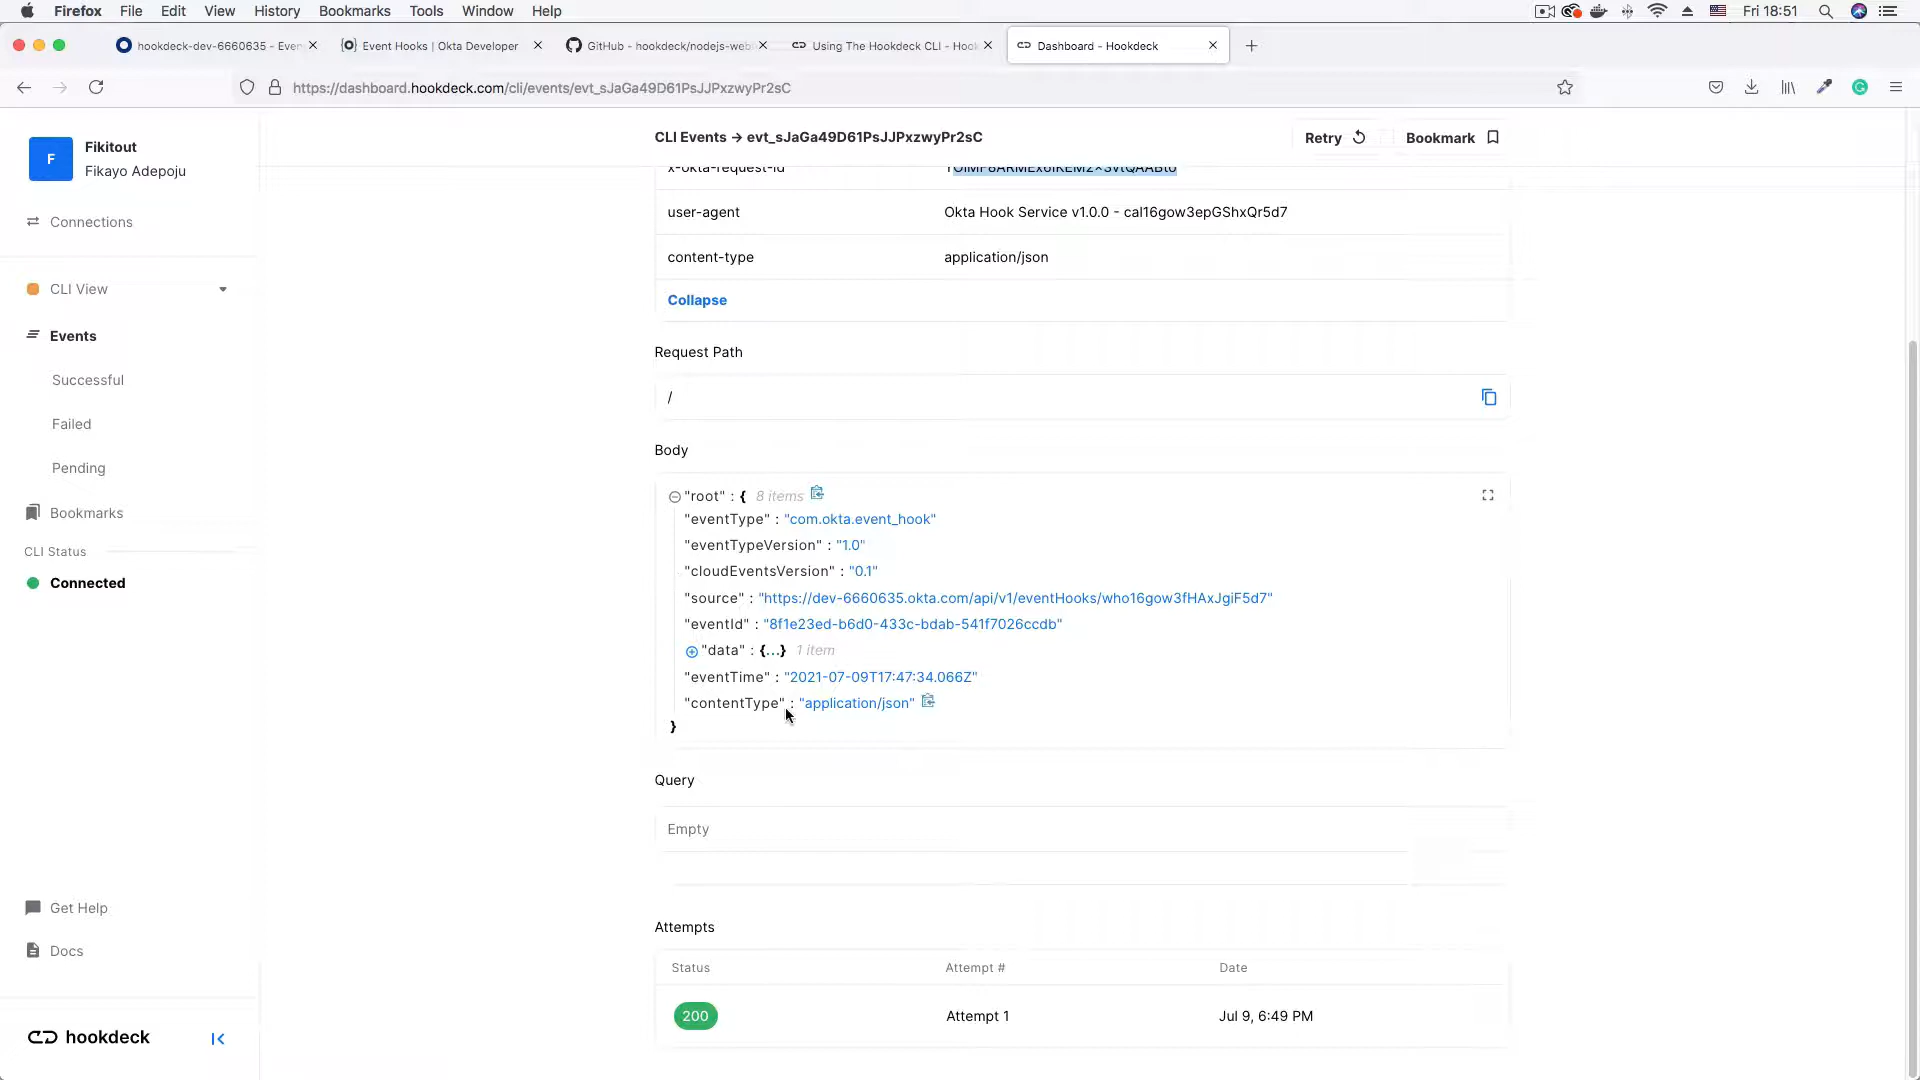 Firefox File Edit View History Bookmarks Tools Window Help Fri 18:51
hookdeck-dev-6660635 - Even Event Hooks | Okta Developer GitHub - hookdeck/nodejs-web Using The Hookdeck CLI - Hook Dashboard - Hookdeck
https://dashboard.hookdeck.com/cli/events/evt_sJaGa49D61PsJJPxzwyPr2sC
F
Fikitout
Fikayo Adepoju
Connections
CLI View
Events
Successful
Failed
Pending
Bookmarks
CLI Status
Connected
Get Help
Docs
hookdeck
CLI Events → evt_sJaGa49D61PsJJPxzwyPr2sC Retry Bookmark
x-okta-request-id
user-agent Okta Hook Service v1.0.0 - cal16gow3epGShxQr5d7
content-type application/json
Collapse
Request Path
/
Body
"root" : { 8 items
"eventType" : "com.okta.event_hook"
"eventTypeVersion" : "1.0"
"cloudEventsVersion" : "0.1"
"source" : "https://dev-6660635.okta.com/api/v1/eventHooks/who16gow3fHAxJgiF5d7"
"eventId" : "8f1e23ed-b6d0-433c-bdab-541f7026ccdb"
"data" : {...} 1 item
"eventTime" : "2021-07-09T17:47:34.066Z"
"contentType" : "application/json"
}
Query
Empty
Attempts
Status Attempt # Date
200 Attempt 1 Jul 9, 6:49 PM